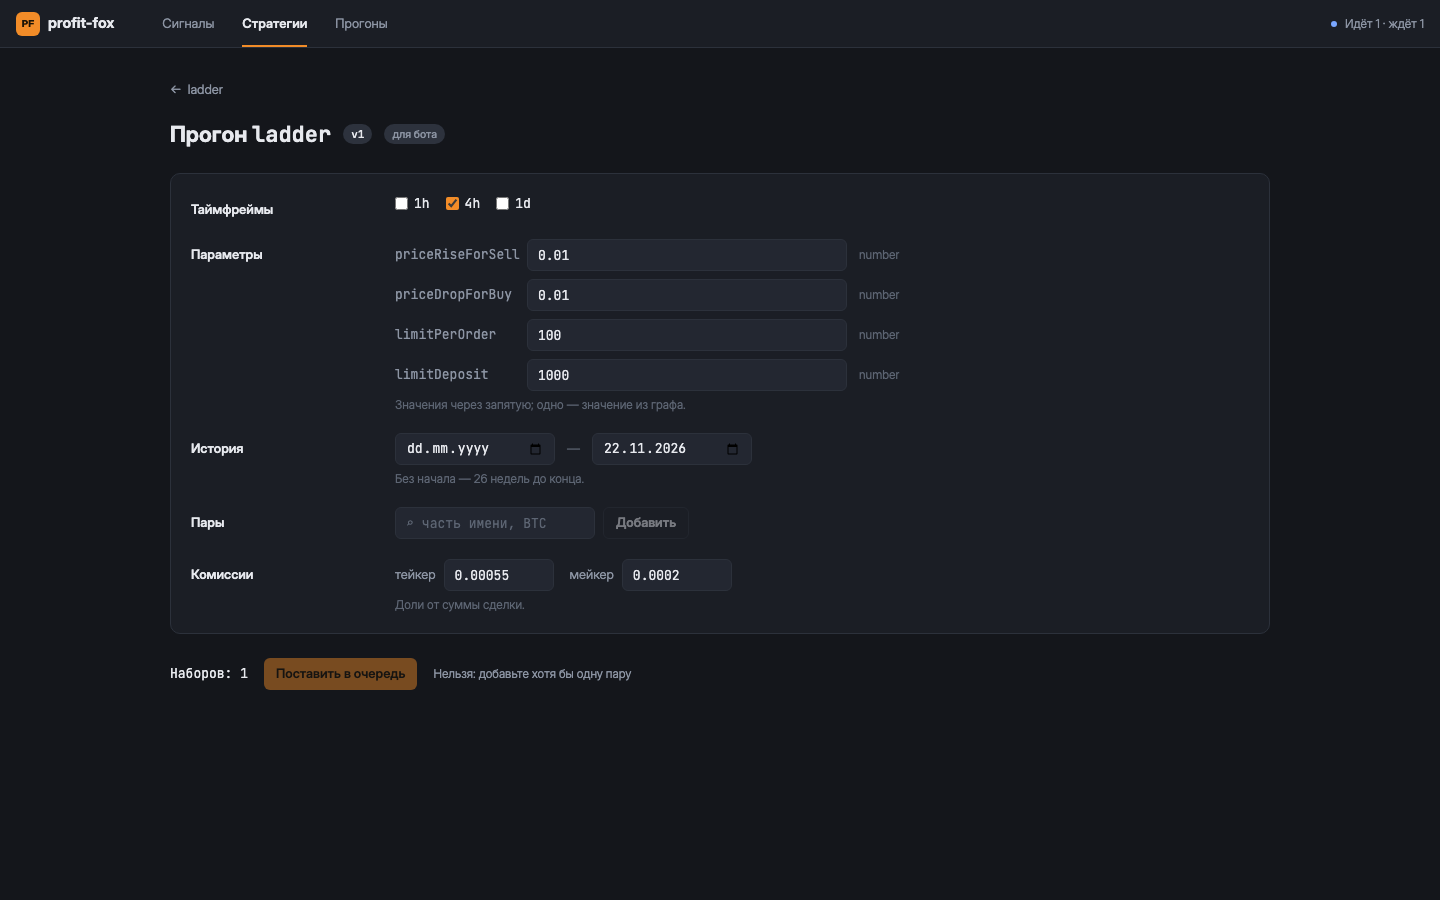 PF profit-fox Сигналы Стратегии Прогоны Идёт 1 · ждёт 1
← ladder
Прогон ladder v1 для бота
Таймфреймы 1h 4h 1d
Параметры priceRiseForSell 0.01 number
priceDropForBuy 0.01 number
limitPerOrder 100 number
limitDeposit 1000 number
Значения через запятую; одно — значение из графа.
История dd.mm.yyyy — 22.11.2026
Без начала — 26 недель до конца.
Пары часть имени, BTC Добавить
Комиссии тейкер 0.00055 мейкер 0.0002
Доли от суммы сделки.
Наборов: 1 Поставить в очередь Нельзя: добавьте хотя бы одну пару